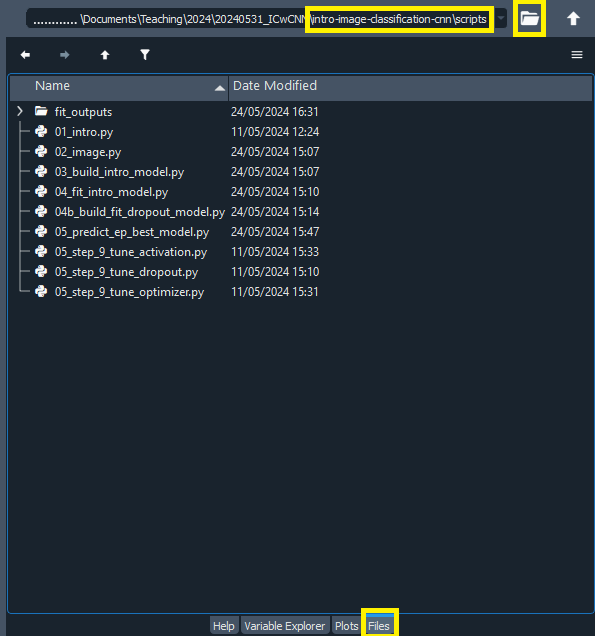 ............ \Documents\Teaching\2024\20240531_ICwCNN\intro-image-classification-cnn\scripts
Name Date Modified
fit_outputs 24/05/2024 16:31
01_intro.py 11/05/2024 12:24
02_image.py 24/05/2024 15:07
03_build_intro_model.py 24/05/2024 15:07
04_fit_intro_model.py 24/05/2024 15:10
04b_build_fit_dropout_model.py 24/05/2024 15:14
05_predict_ep_best_model.py 24/05/2024 15:47
05_step_9_tune_activation.py 11/05/2024 15:33
05_step_9_tune_dropout.py 11/05/2024 15:10
05_step_9_tune_optimizer.py 11/05/2024 15:31
Help Variable Explorer Plots Files